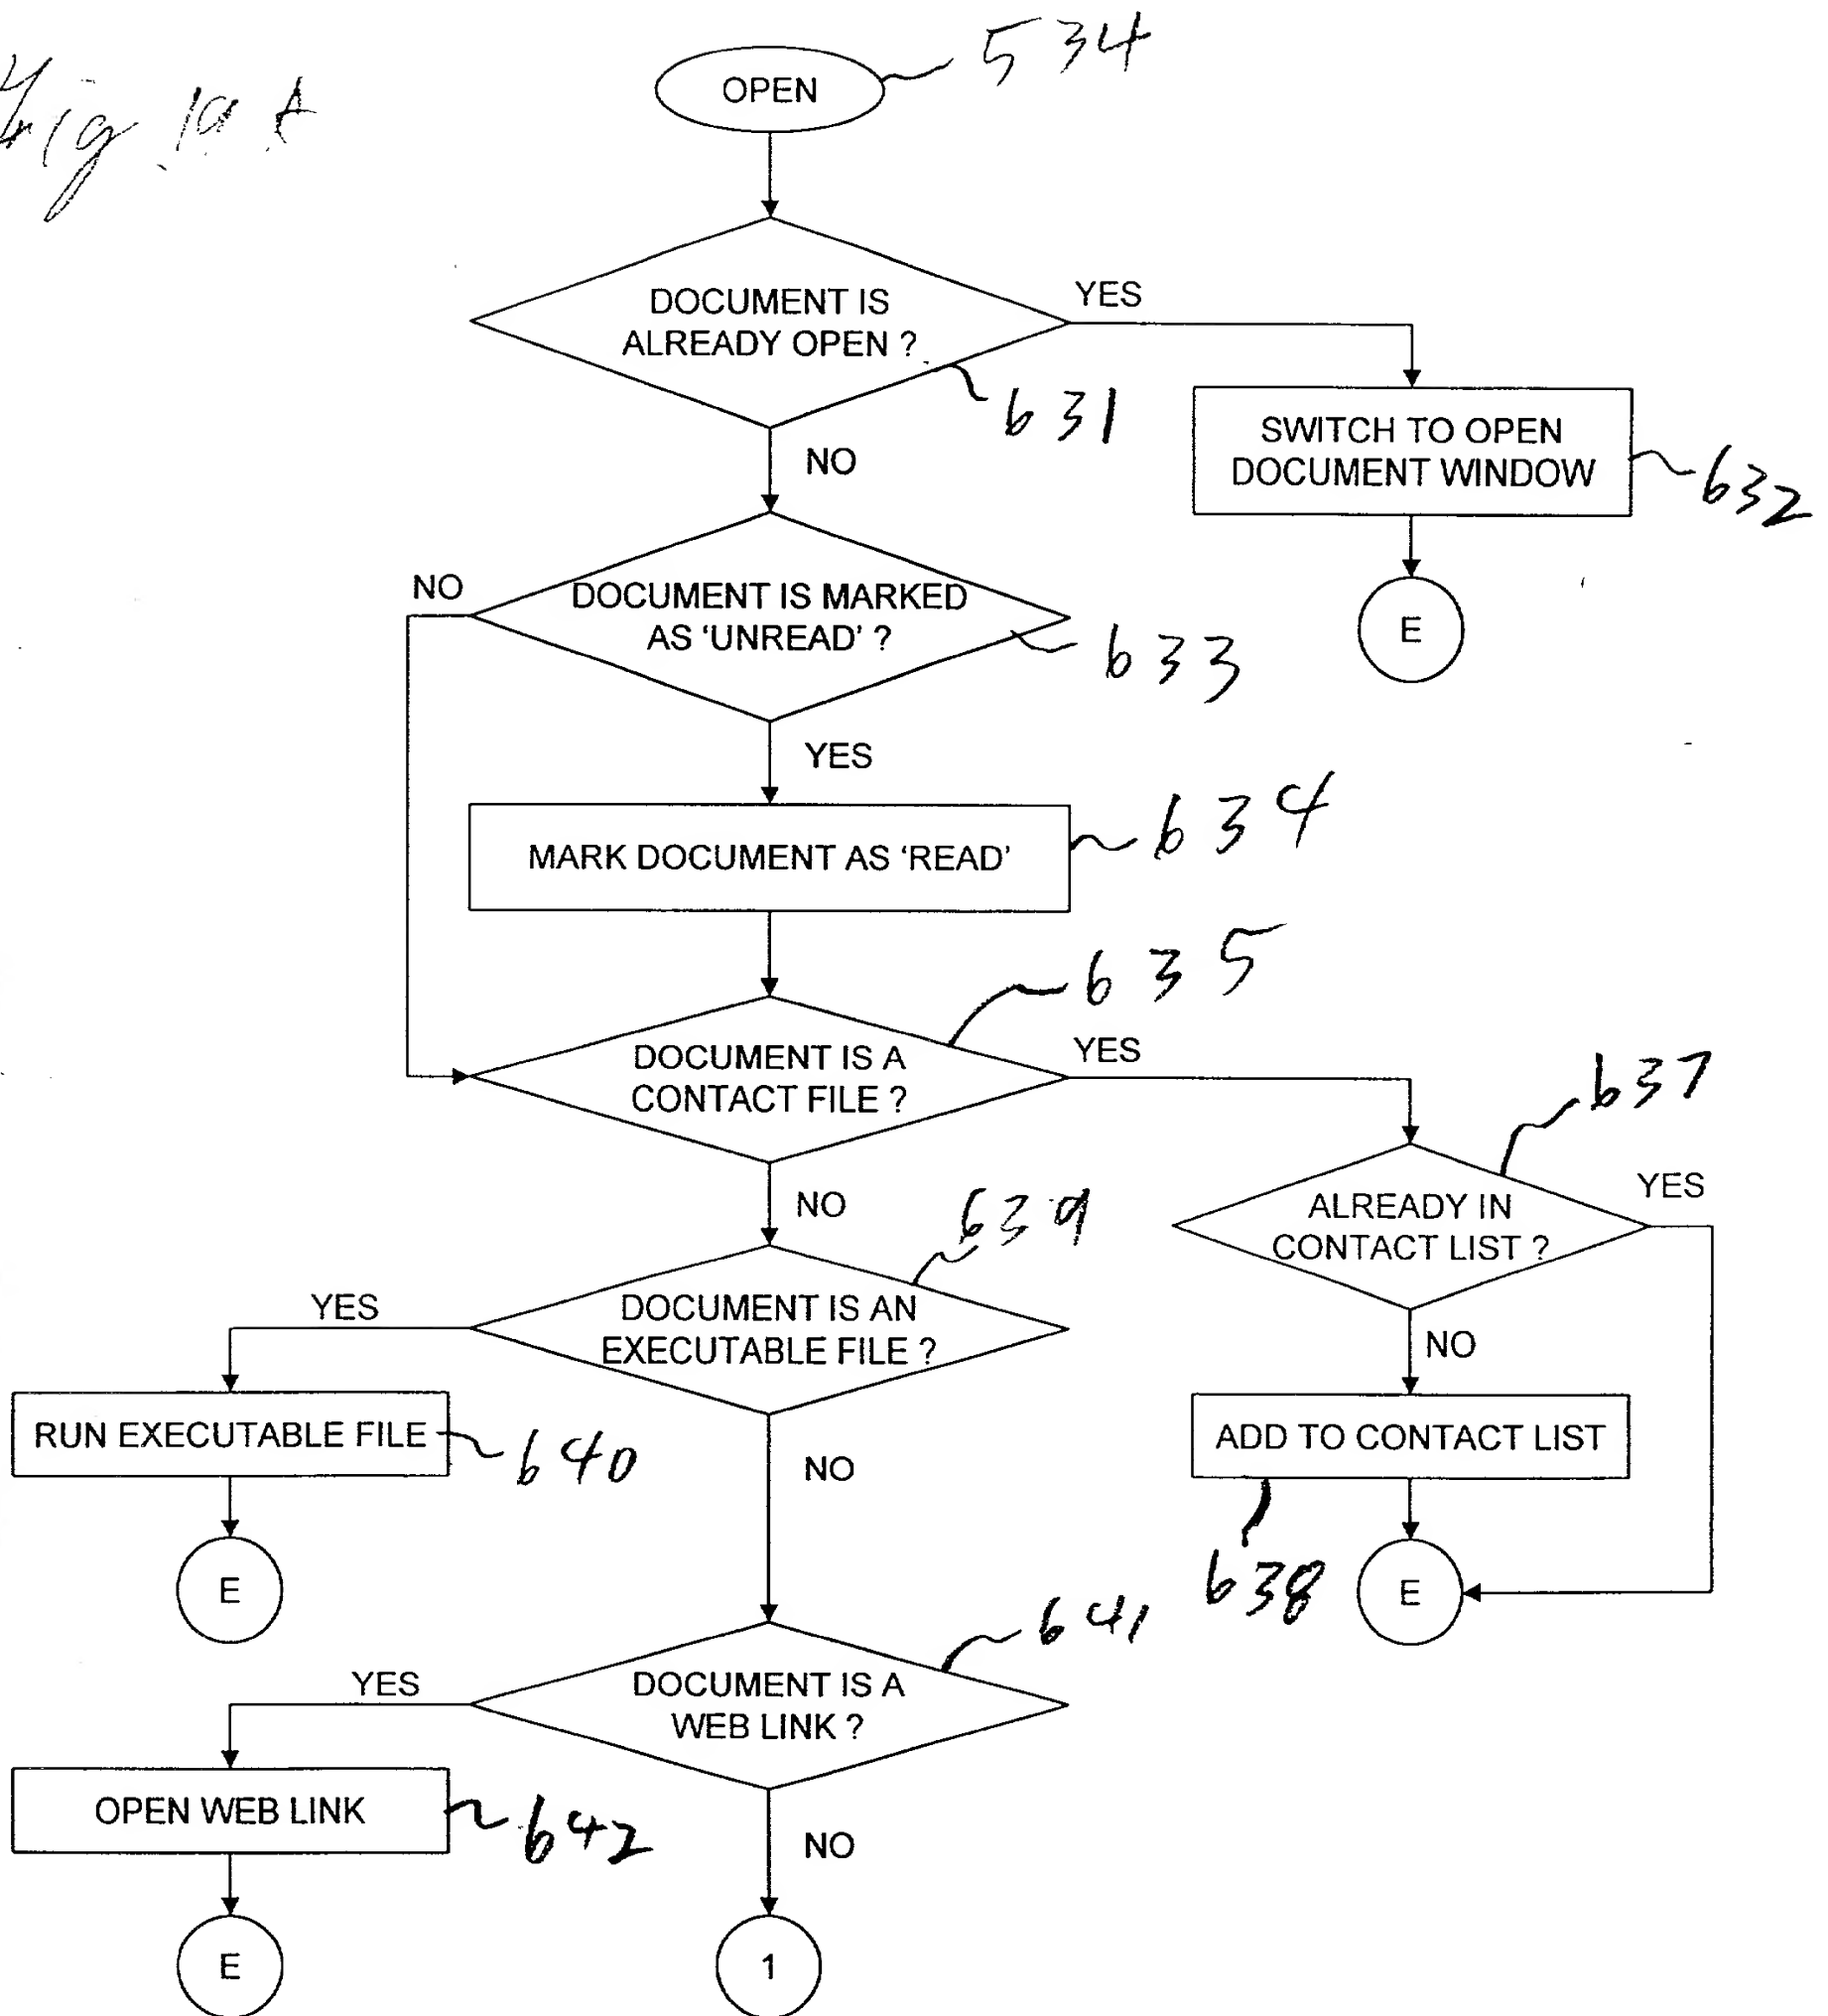 534
OPEN
DOCUMENT IS
ALREADY OPEN ?
YES
631
NO
SWITCH TO OPEN
DOCUMENT WINDOW
632
E
NO
DOCUMENT IS MARKED
AS ‘UNREAD’ ?
633
YES
MARK DOCUMENT AS ‘READ’
634
635
DOCUMENT IS A
CONTACT FILE ?
YES
637
ALREADY IN
CONTACT LIST ?
YES
NO
ADD TO CONTACT LIST
638
E
NO
639
DOCUMENT IS AN
EXECUTABLE FILE ?
YES
RUN EXECUTABLE FILE
640
E
NO
641
DOCUMENT IS A
WEB LINK ?
YES
OPEN WEB LINK
642
E
NO
1
Fig